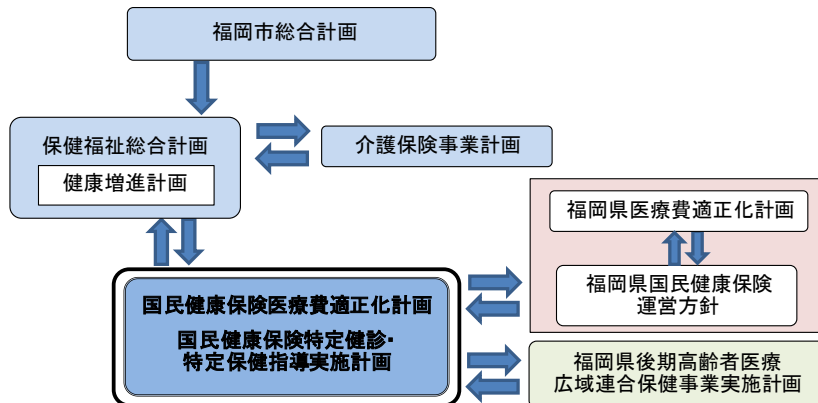 福岡市総合計画
保健福祉総合計画
健康増進計画
介護保険事業計画
福岡県医療費適正化計画
福岡県国民健康保険
運営方針
国民健康保険医療費適正化計画
国民健康保険特定健診・
特定保健指導実施計画
福岡県後期高齢者医療
広域連合保健事業実施計画